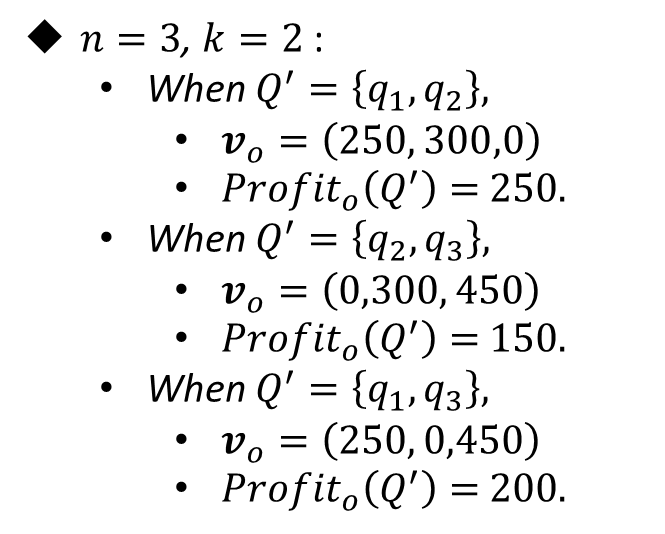 ◆ n = 3, k = 2 :
• When Q′ = {q₁, q₂},
• 𝒗ₒ = (250, 300,0)
• Profitₒ(Q′) = 250.
• When Q′ = {q₂, q₃},
• 𝒗ₒ = (0,300, 450)
• Profitₒ(Q′) = 150.
• When Q′ = {q₁, q₃},
• 𝒗ₒ = (250, 0,450)
• Profitₒ(Q′) = 200.